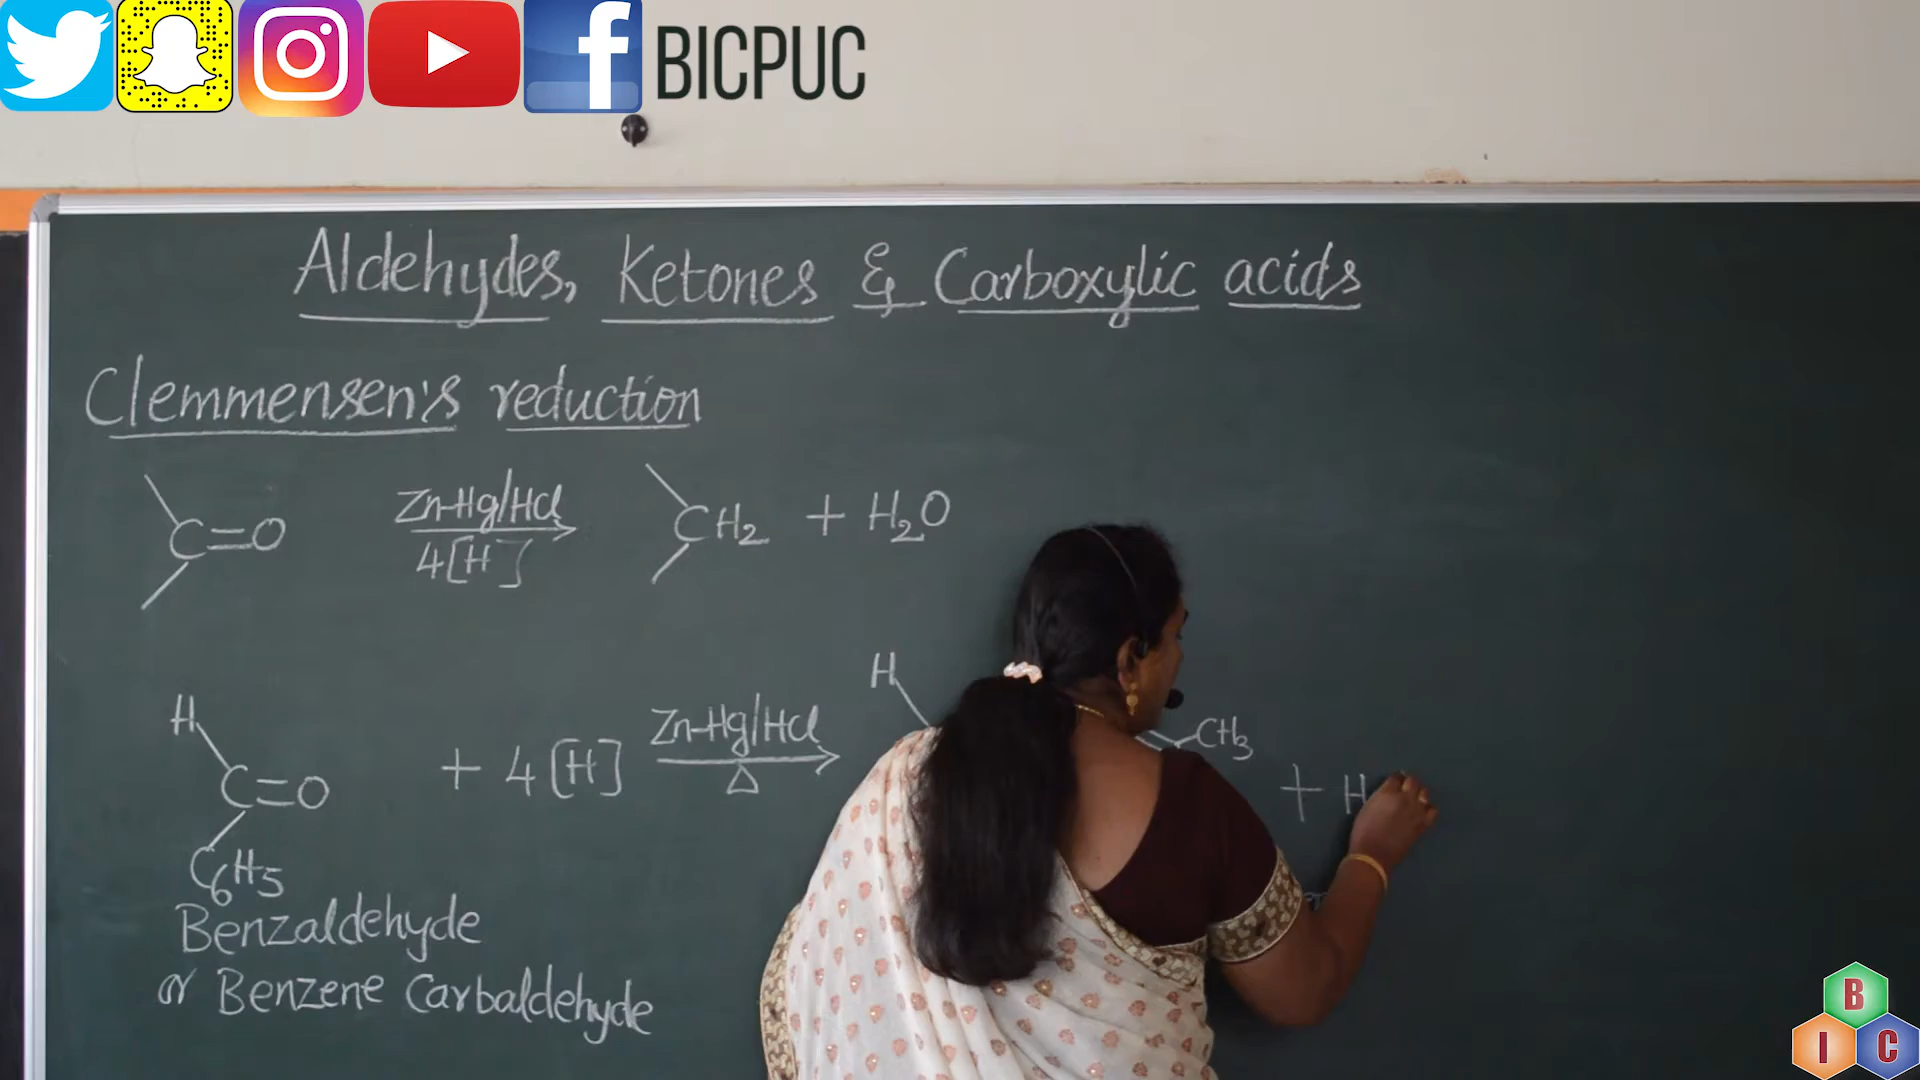 BICPUC
Aldehydes, Ketones & Carboxylic acids
Clemmensen's reduction
C=O Zn-Hg/HCl 4[H] CH2 + H2O
H C=O C6H5 + 4[H] Zn-Hg/HCl Δ H CH3 + H
Benzaldehyde
or Benzene Carbaldehyde
B
I C